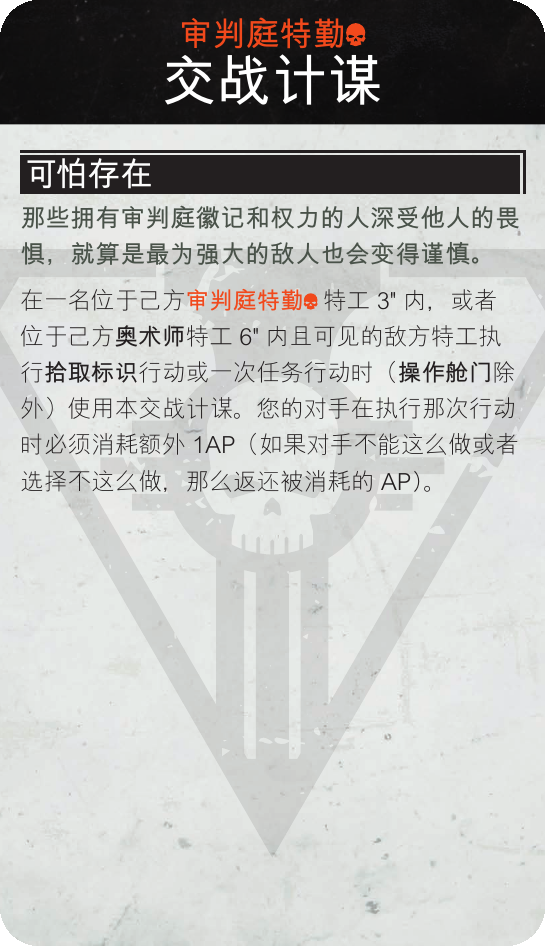 审判庭特勤
交战计谋
可怕存在
那些拥有审判庭徽记和权力的人深受他人的畏
惧，就算是最为强大的敌人也会变得谨慎。
在一名位于己方审判庭特勤 特工 3" 内，或者
位于己方奥术师特工 6" 内且可见的敌方特工执
行拾取标识行动或一次任务行动时（操作舱门除
外）使用本交战计谋。您的对手在执行那次行动
时必须消耗额外 1AP（如果对手不能这么做或者
选择不这么做，那么返还被消耗的 AP）。